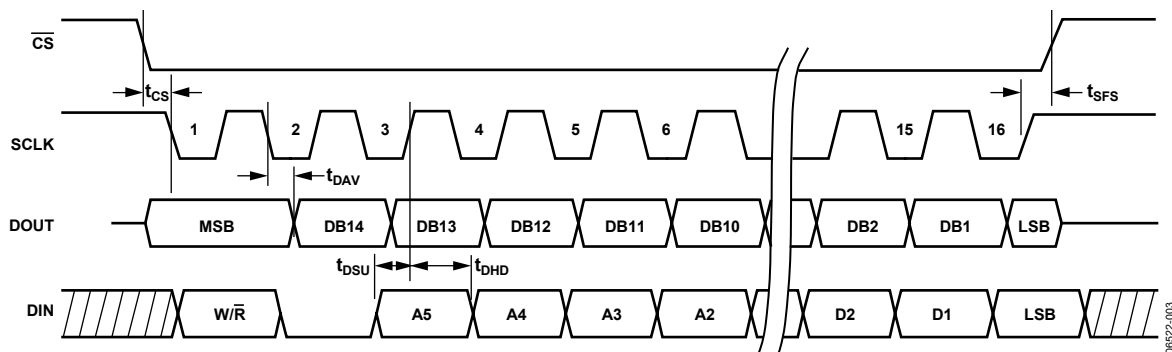 CS
tCS
tSFS
SCLK
1 2 3 4 5 6 15 16
tDAV
DOUT
MSB DB14 DB13 DB12 DB11 DB10 DB2 DB1 LSB
tDSU tDHD
DIN
W/R̅ A5 A4 A3 A2 D2 D1 LSB
06522-003